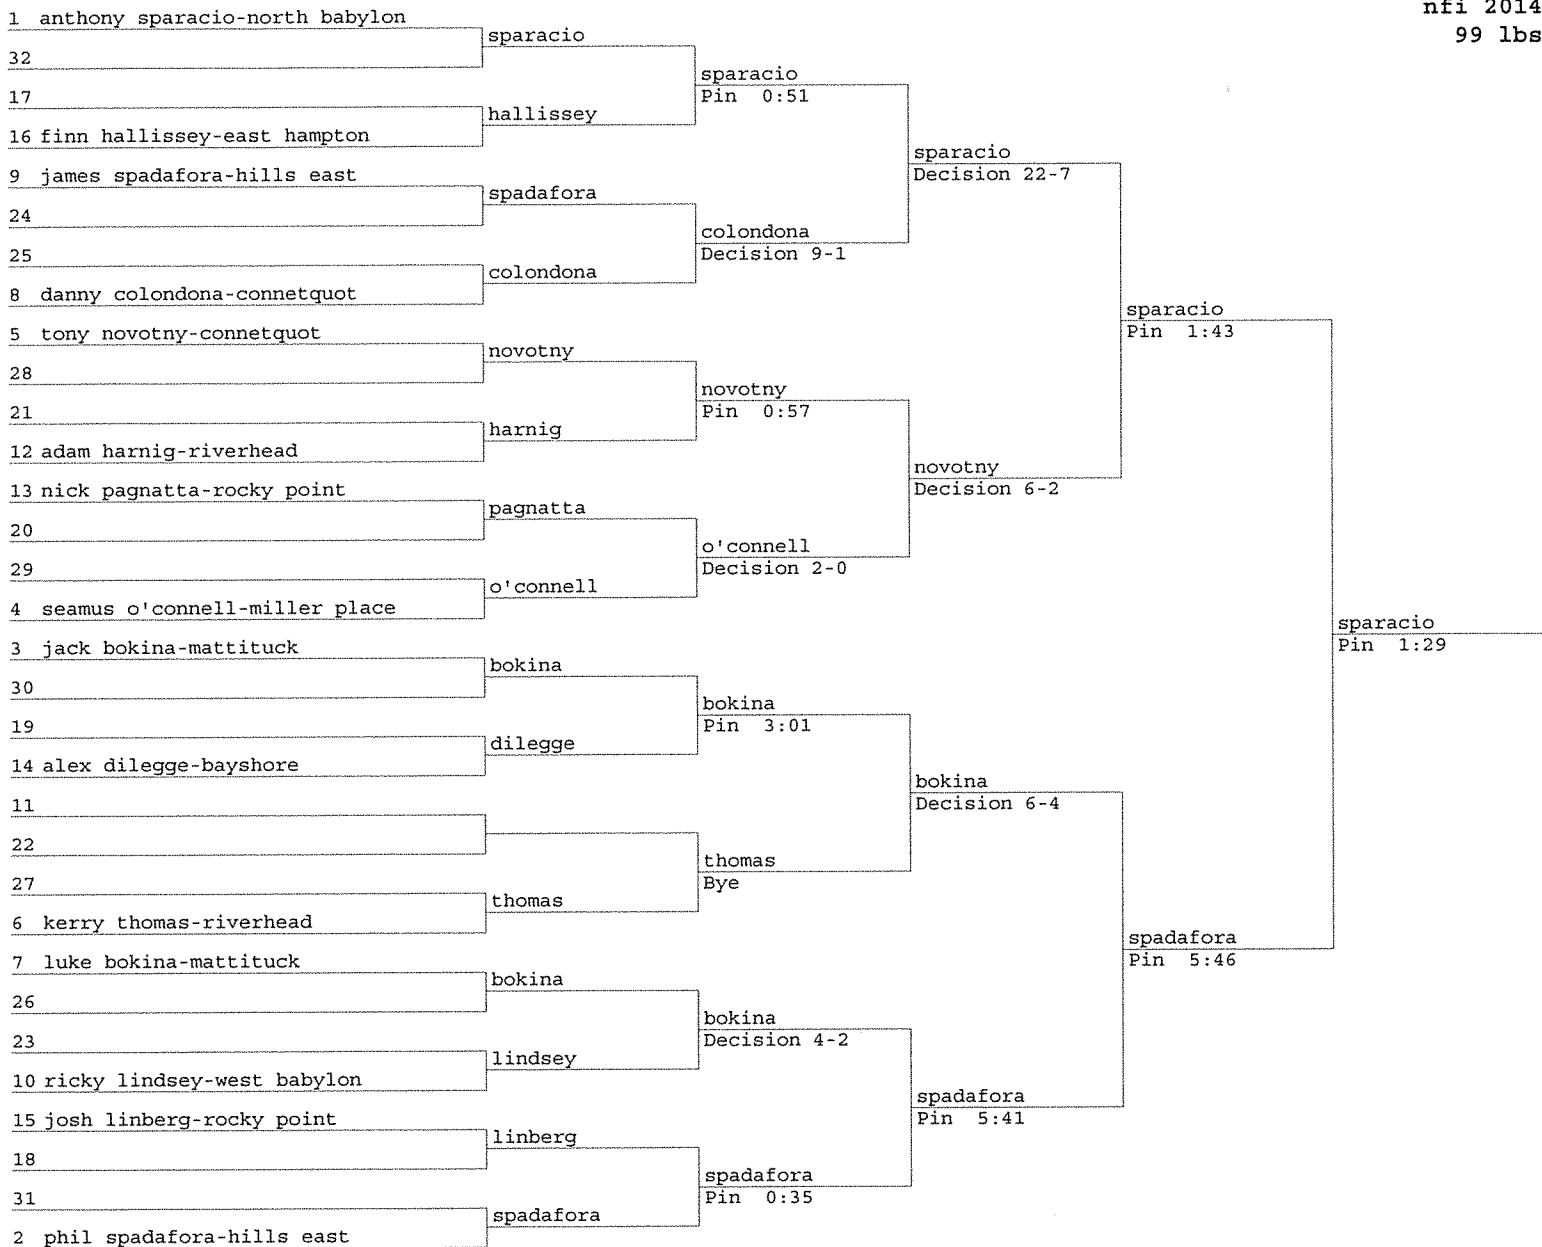 nfi 2014
99 lbs
1 anthony sparacio-north babylon
sparacio
32
sparacio
Pin 0:51
17
hallissey
16 finn hallissey-east hampton
sparacio
Decision 22-7
9 james spadafora-hills east
spadafora
24
colondona
Decision 9-1
25
colondona
8 danny colondona-connetquot
sparacio
Pin 1:43
5 tony novotny-connetquot
novotny
28
novotny
Pin 0:57
21
harnig
12 adam harnig-riverhead
novotny
Decision 6-2
13 nick pagnatta-rocky point
pagnatta
20
o'connell
Decision 2-0
29
o'connell
4 seamus o'connell-miller place
sparacio
Pin 1:29
3 jack bokina-mattituck
bokina
30
bokina
Pin 3:01
19
dilegge
14 alex dilegge-bayshore
bokina
Decision 6-4
11
22
thomas
Bye
27
thomas
6 kerry thomas-riverhead
spadafora
Pin 5:46
7 luke bokina-mattituck
bokina
26
bokina
Decision 4-2
23
lindsey
10 ricky lindsey-west babylon
spadafora
Pin 5:41
15 josh linberg-rocky point
linberg
18
spadafora
Pin 0:35
31
spadafora
2 phil spadafora-hills east